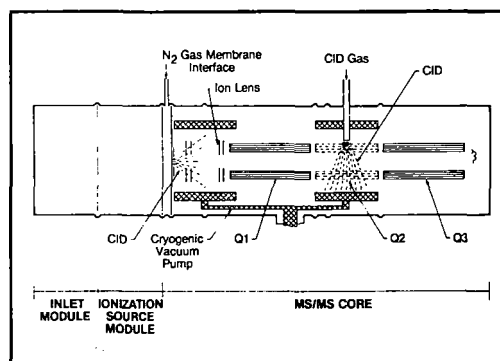 N2 Gas Membrane
Interface
Ion Lens
CID Gas
CID
CID
Cryogenic
Vacuum
Pump
Q1
Q2
Q3
INLET
MODULE
IONIZATION
SOURCE
MODULE
MS/MS CORE